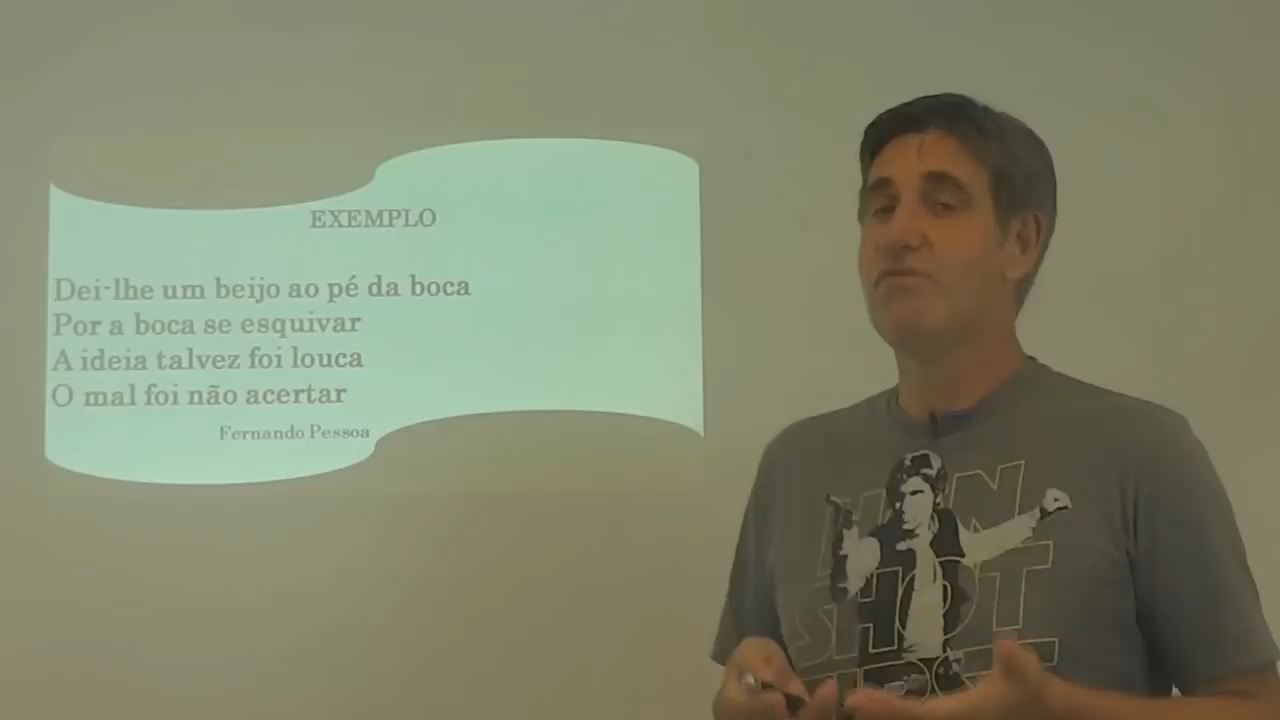 EXEMPLO
Dei-lhe um beijo ao pé da boca
Por a boca se esquivar
A ideia talvez foi louca
O mal foi não acertar
Fernando Pessoa
HAN
SHOT
FIRST